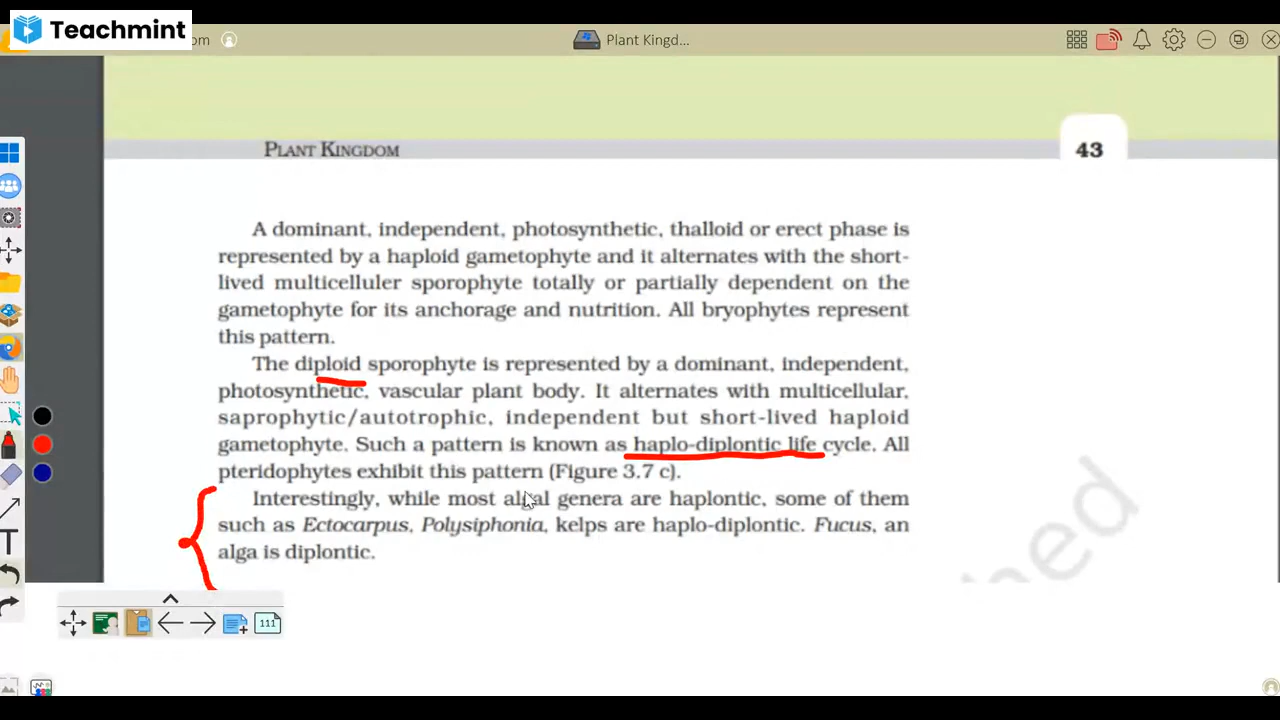 Teachmint
om
Plant Kingd...
PLANT KINGDOM
43
A dominant, independent, photosynthetic, thalloid or erect phase is
represented by a haploid gametophyte and it alternates with the short-
lived multicelluler sporophyte totally or partially dependent on the
gametophyte for its anchorage and nutrition. All bryophytes represent
this pattern.
The diploid sporophyte is represented by a dominant, independent,
photosynthetic, vascular plant body. It alternates with multicellular,
saprophytic/autotrophic, independent but short-lived haploid
gametophyte. Such a pattern is known as haplo-diplontic life cycle. All
pteridophytes exhibit this pattern (Figure 3.7 c).
Interestingly, while most algal genera are haplontic, some of them
such as Ectocarpus, Polysiphonia, kelps are haplo-diplontic. Fucus, an
alga is diplontic.
hed
T
111